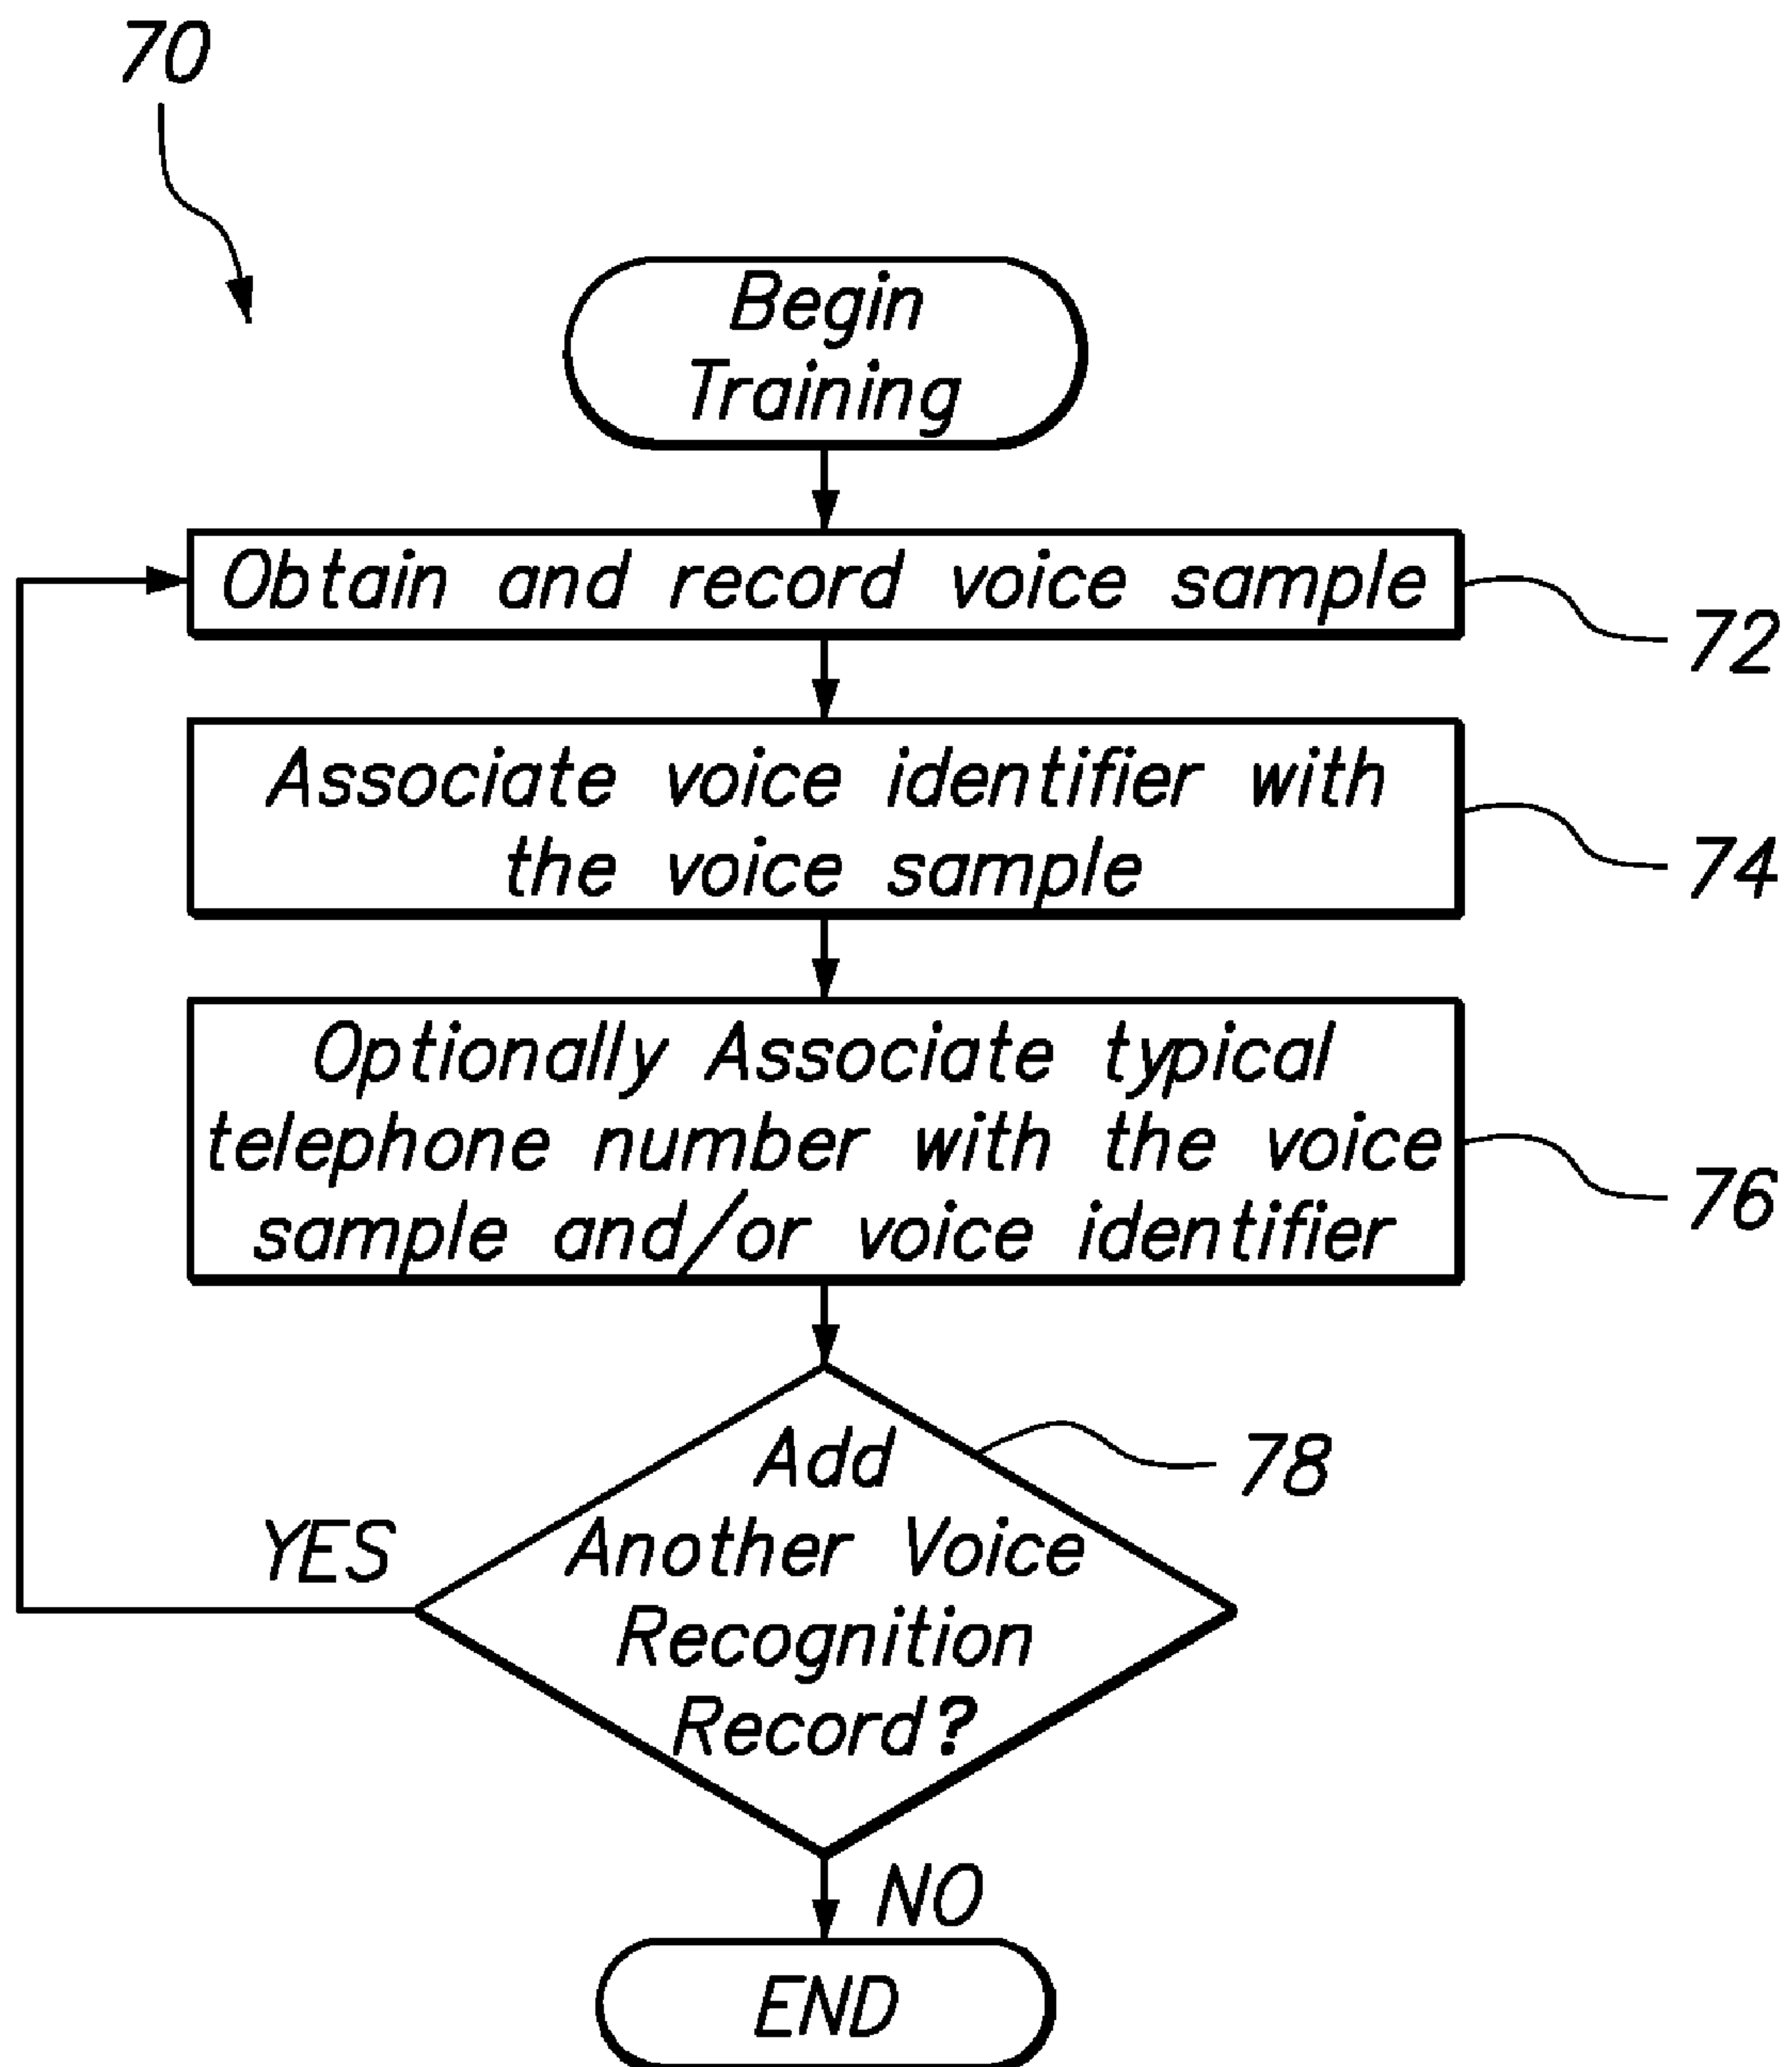 70
Begin
Training
Obtain and record voice sample
72
Associate voice identifier with
the voice sample
74
Optionally Associate typical
telephone number with the voice
sample and/or voice identifier
76
Add
Another Voice
Recognition
Record?
78
YES
NO
END